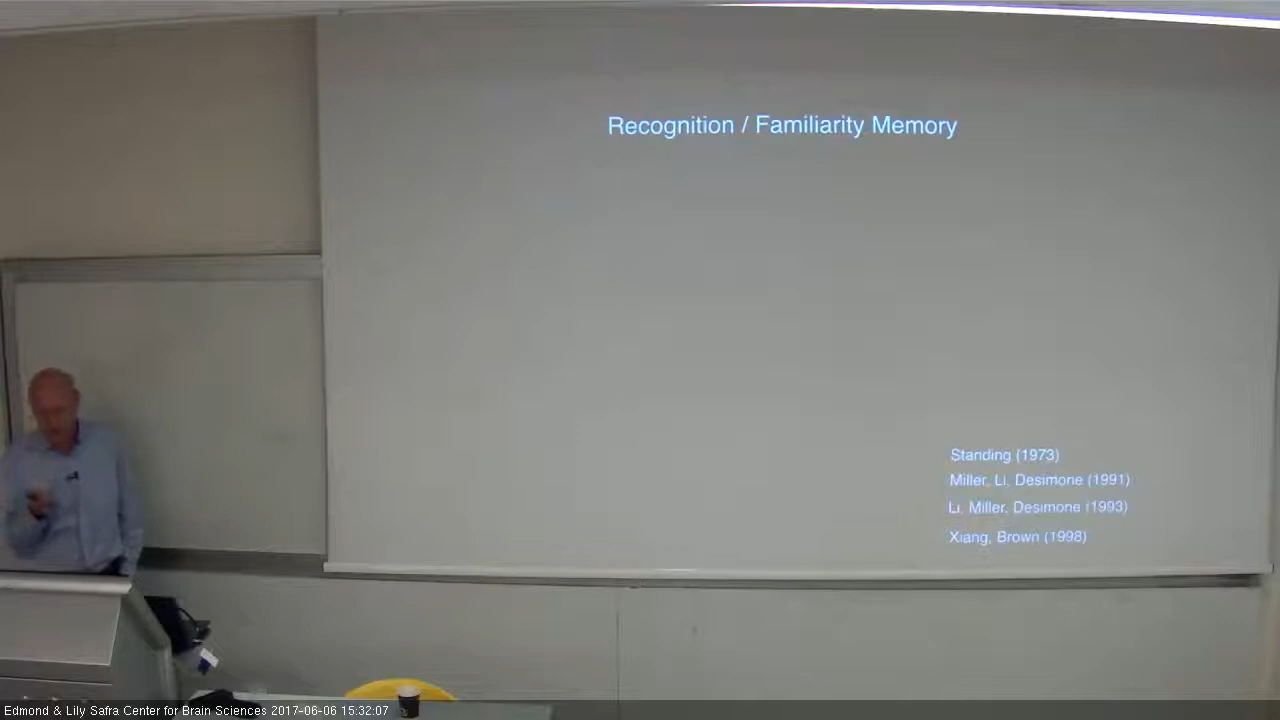 Recognition / Familiarity Memory
Standing (1973)
Miller, Li, Desimone (1991)
Li, Miller, Desimone (1993)
Xiang, Brown (1998)
Edmond & Lily Safra Center for Brain Sciences 2017-06-06 15:32:07